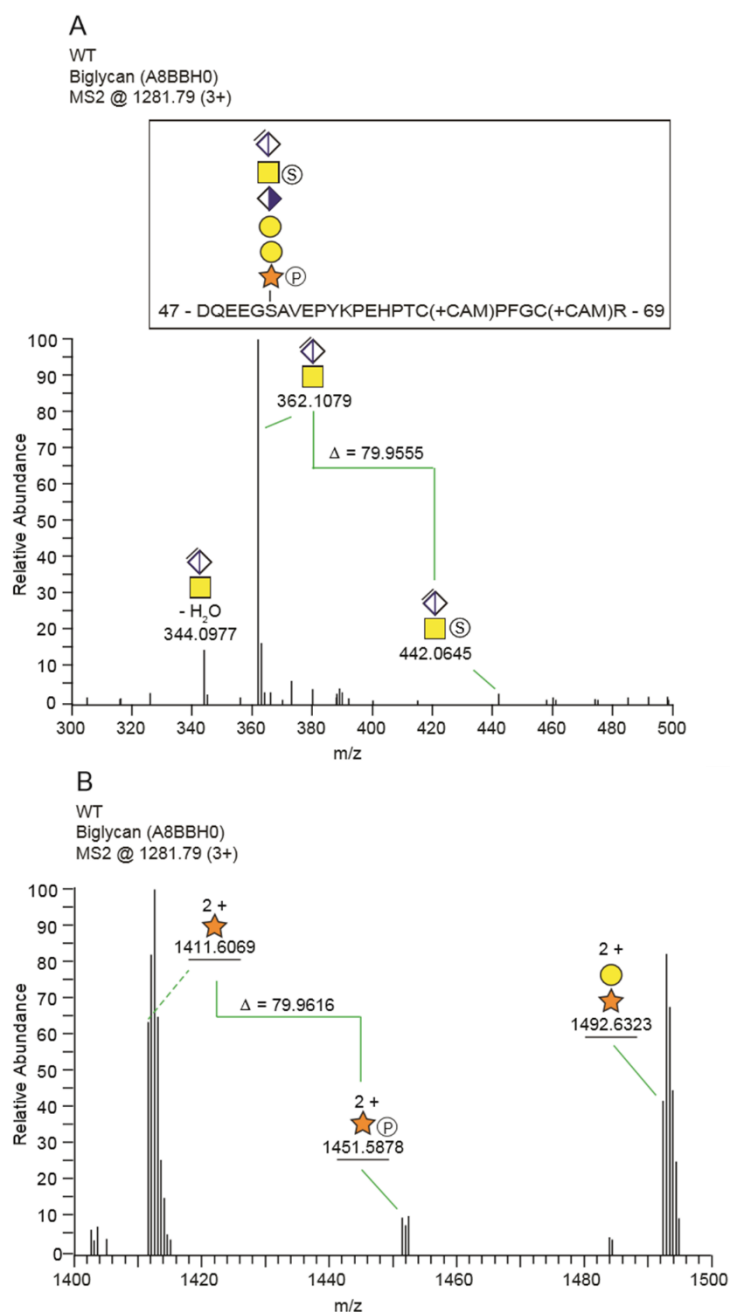 A
WT
Biglycan (A8BBH0)
MS2 @ 1281.79 (3+)
S
P
47 - DQEEGSAVEPYKPEHPTC(+CAM)PFGC(+CAM)R - 69
100
90
80
70
60
50
40
30
20
10
0
Relative Abundance
362.1079
Δ = 79.9555
- H2O
344.0977
S
442.0645
300 320 340 360 380 400 420 440 460 480 500
m/z
B
WT
Biglycan (A8BBH0)
MS2 @ 1281.79 (3+)
100
90
80
70
60
50
40
30
20
10
0
Relative Abundance
2 +
1411.6069
Δ = 79.9616
2 +
P
1451.5878
2 +
1492.6323
1400 1420 1440 1460 1480 1500
m/z